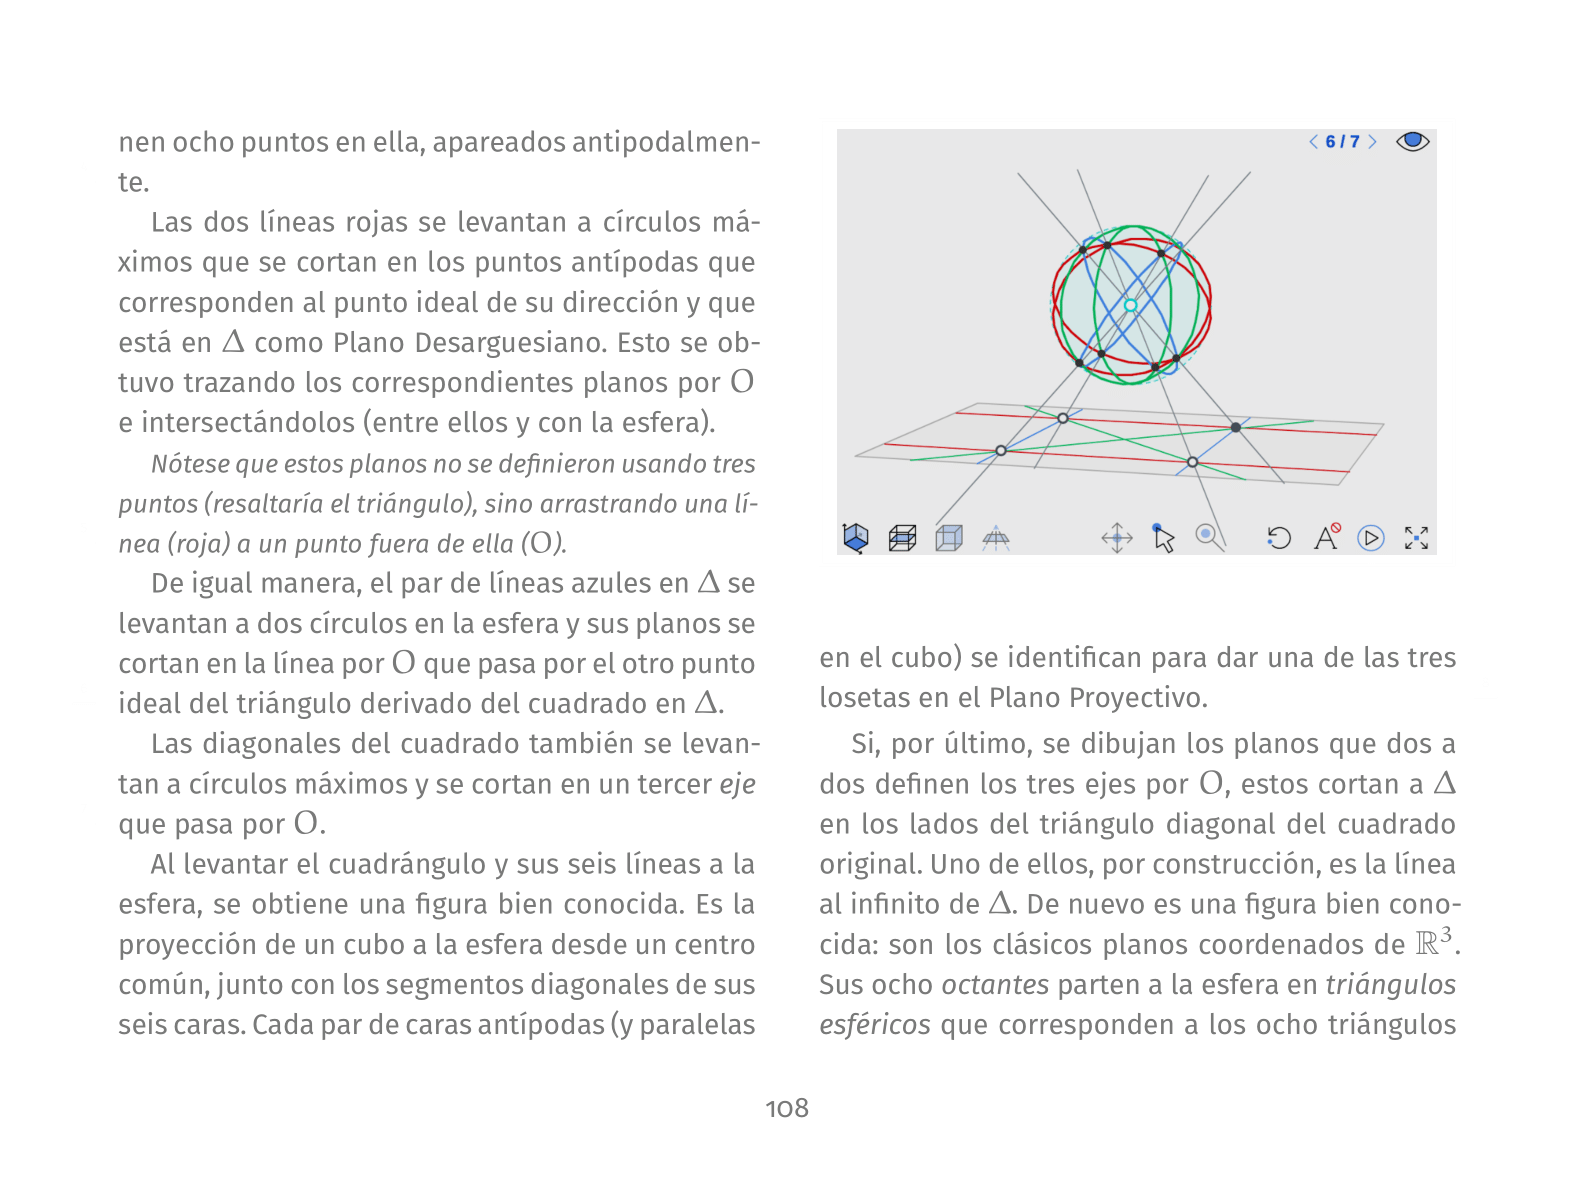 nen ocho puntos en ella, apareados antipodalmen-
te.
Las dos líneas rojas se levantan a círculos má-
ximos que se cortan en los puntos antípodas que
corresponden al punto ideal de su dirección y que
está en Δ como Plano Desarguesiano. Esto se ob-
tuvo trazando los correspondientes planos por O
e intersectándolos (entre ellos y con la esfera).
Nótese que estos planos no se definieron usando tres
puntos (resaltaría el triángulo), sino arrastrando una lí-
nea (roja) a un punto fuera de ella (O).
De igual manera, el par de líneas azules en Δ se
levantan a dos círculos en la esfera y sus planos se
cortan en la línea por O que pasa por el otro punto
ideal del triángulo derivado del cuadrado en Δ.
Las diagonales del cuadrado también se levan-
tan a círculos máximos y se cortan en un tercer eje
que pasa por O.
Al levantar el cuadrángulo y sus seis líneas a la
esfera, se obtiene una figura bien conocida. Es la
proyección de un cubo a la esfera desde un centro
común, junto con los segmentos diagonales de sus
seis caras. Cada par de caras antípodas (y paralelas
< 6 / 7 >
A
en el cubo) se identifican para dar una de las tres
losetas en el Plano Proyectivo.
Si, por último, se dibujan los planos que dos a
dos definen los tres ejes por O, estos cortan a Δ
en los lados del triángulo diagonal del cuadrado
original. Uno de ellos, por construcción, es la línea
al infinito de Δ. De nuevo es una figura bien cono-
cida: son los clásicos planos coordenados de ℝ³.
Sus ocho octantes parten a la esfera en triángulos
esféricos que corresponden a los ocho triángulos
108